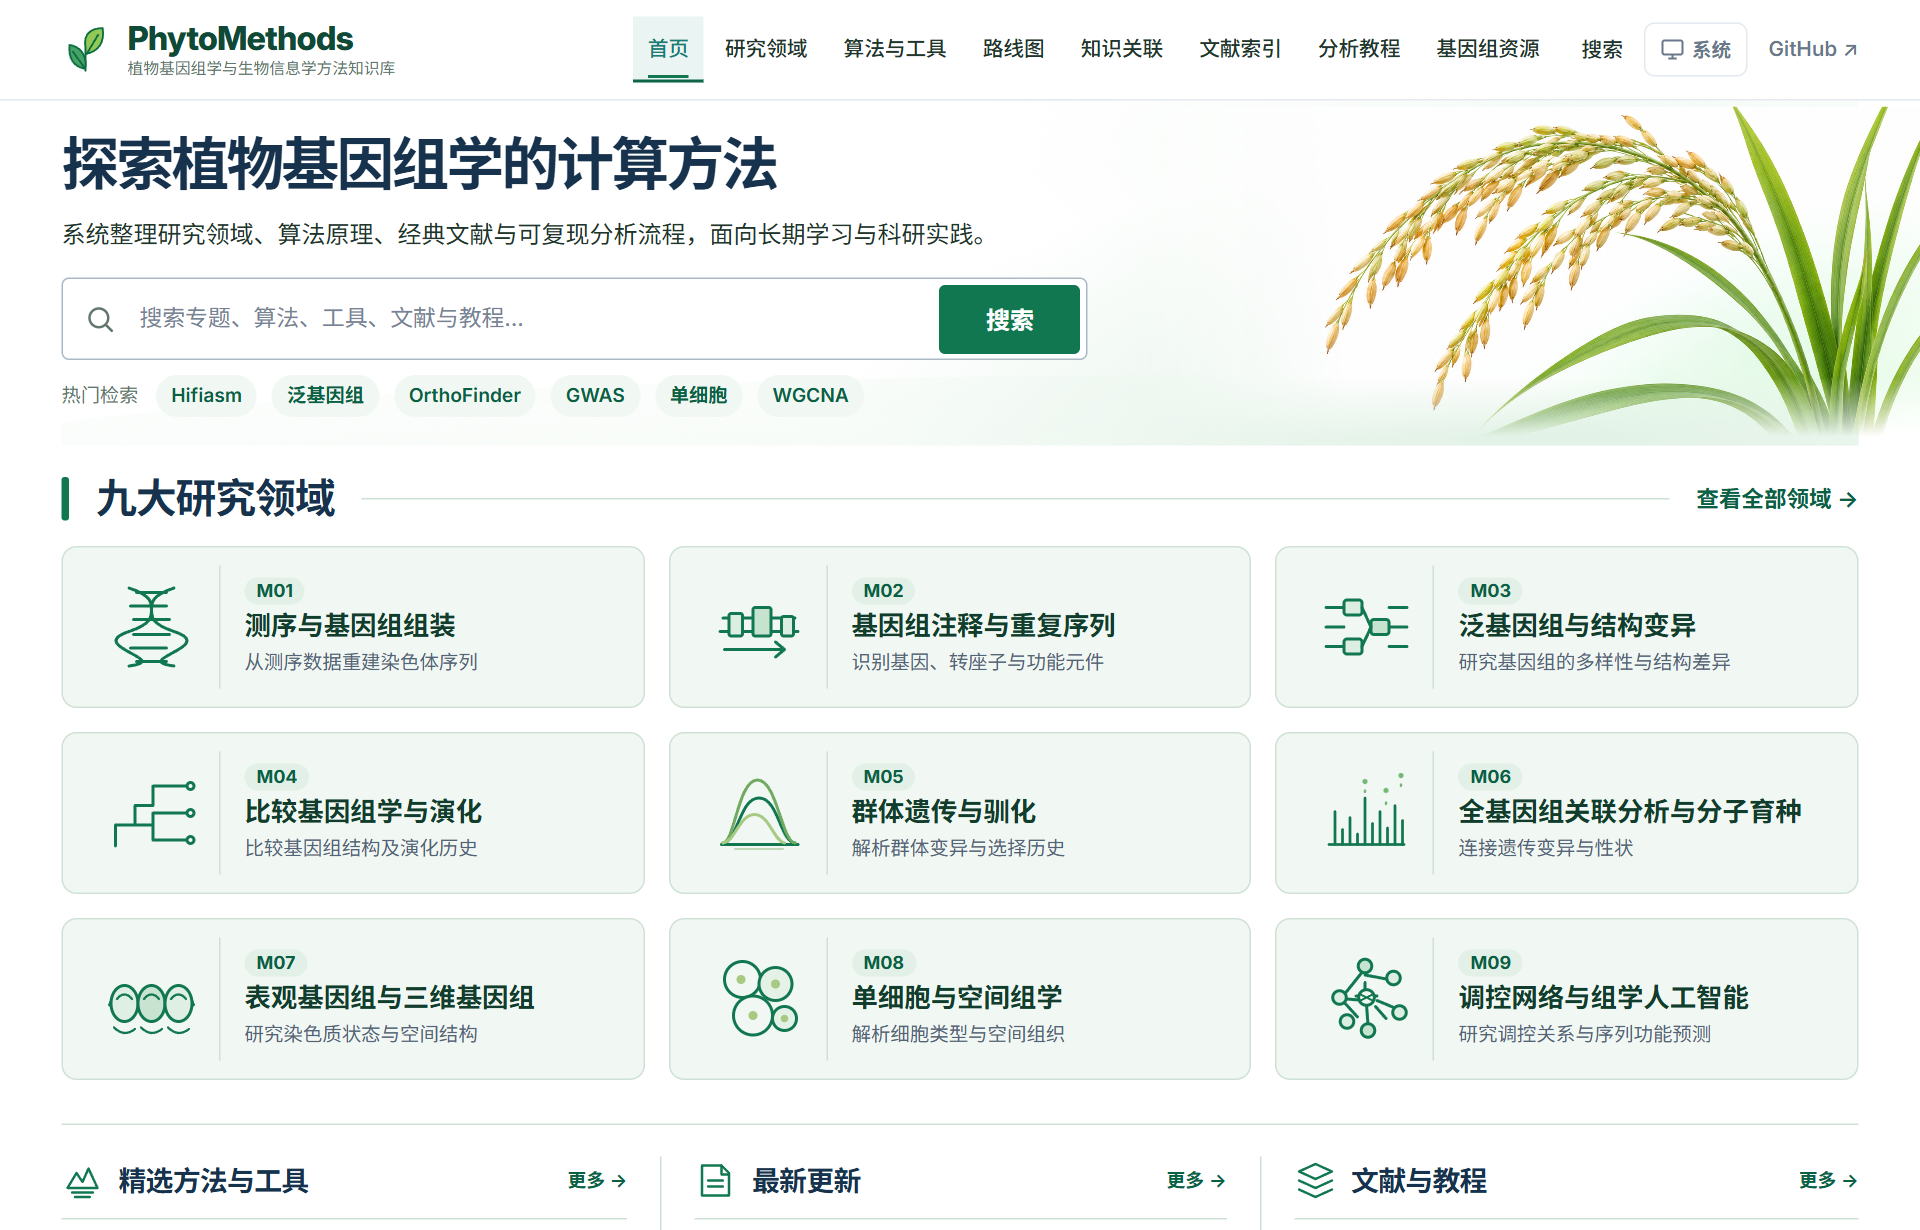 PhytoMethods
植物基因组学与生物信息学方法知识库
首页 研究领域 算法与工具 路线图 知识关联 文献索引 分析教程 基因组资源 搜索 系统 GitHub ↗
探索植物基因组学的计算方法
系统整理研究领域、算法原理、经典文献与可复现分析流程，面向长期学习与科研实践。
搜索专题、算法、工具、文献与教程... 搜索
热门检索 Hifiasm 泛基因组 OrthoFinder GWAS 单细胞 WGCNA
九大研究领域 查看全部领域 →
M01
测序与基因组组装
从测序数据重建染色体序列
M02
基因组注释与重复序列
识别基因、转座子与功能元件
M03
泛基因组与结构变异
研究基因组的多样性与结构差异
M04
比较基因组学与演化
比较基因组结构及演化历史
M05
群体遗传与驯化
解析群体变异与选择历史
M06
全基因组关联分析与分子育种
连接遗传变异与性状
M07
表观基因组与三维基因组
研究染色质状态与空间结构
M08
单细胞与空间组学
解析细胞类型与空间组织
M09
调控网络与组学人工智能
研究调控关系与序列功能预测
精选方法与工具 更多 →
最新更新 更多 →
文献与教程 更多 →